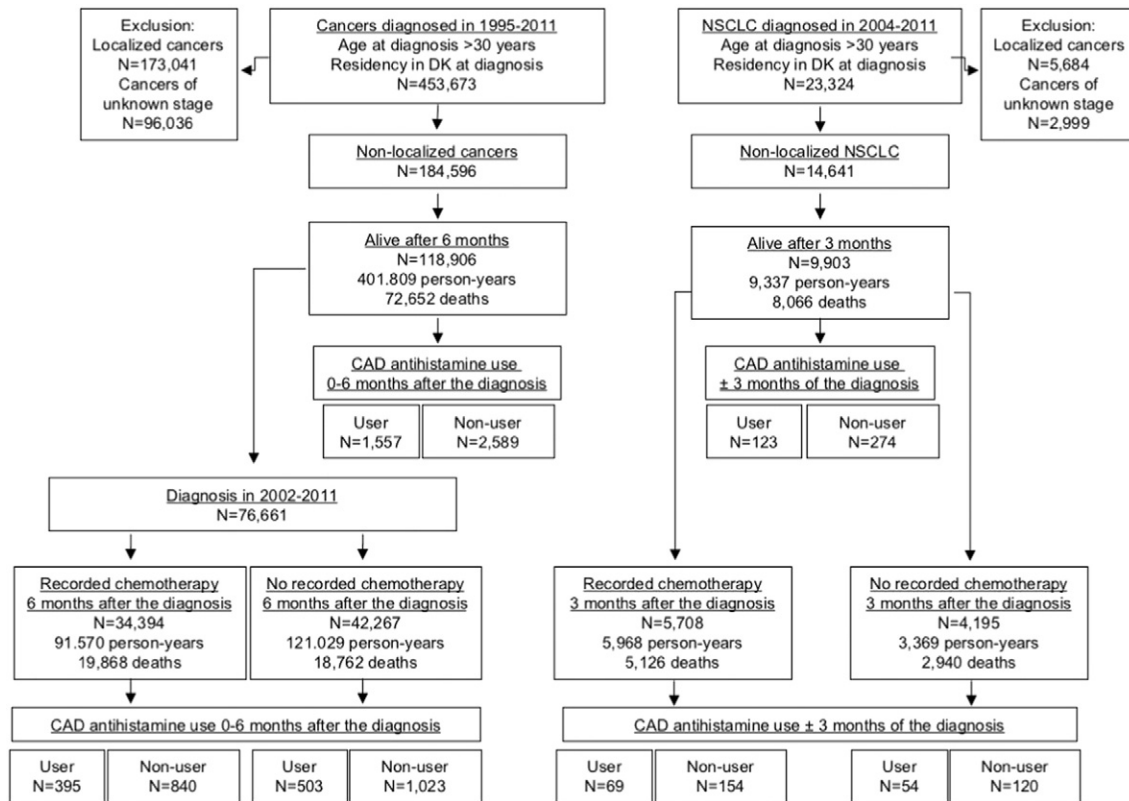 Exclusion:
Localized cancers
N=173,041
Cancers
of unknown
stage
N=96,036
Cancers diagnosed in 1995-2011
Age at diagnosis >30 years
Residency in DK at diagnosis
N=453,673
NSCLC diagnosed in 2004-2011
Age at diagnosis >30 years
Residency in DK at diagnosis
N=23,324
Exclusion:
Localized cancers
N=5,684
Cancers
of unknown
stage
N=2,999
Non-localized cancers
N=184,596
Non-localized NSCLC
N=14,641
Alive after 6 months
N=118,906
401.809 person-years
72,652 deaths
Alive after 3 months
N=9,903
9,337 person-years
8,066 deaths
CAD antihistamine use
0-6 months after the diagnosis
CAD antihistamine use
± 3 months of the diagnosis
User
N=1,557
Non-user
N=2,589
User
N=123
Non-user
N=274
Diagnosis in 2002-2011
N=76,661
Recorded chemotherapy
6 months after the diagnosis
N=34,394
91.570 person-years
19,868 deaths
No recorded chemotherapy
6 months after the diagnosis
N=42,267
121.029 person-years
18,762 deaths
Recorded chemotherapy
3 months after the diagnosis
N=5,708
5,968 person-years
5,126 deaths
No recorded chemotherapy
3 months after the diagnosis
N=4,195
3,369 person-years
2,940 deaths
CAD antihistamine use 0-6 months after the diagnosis
CAD antihistamine use ± 3 months of the diagnosis
User
N=395
Non-user
N=840
User
N=503
Non-user
N=1,023
User
N=69
Non-user
N=154
User
N=54
Non-user
N=120